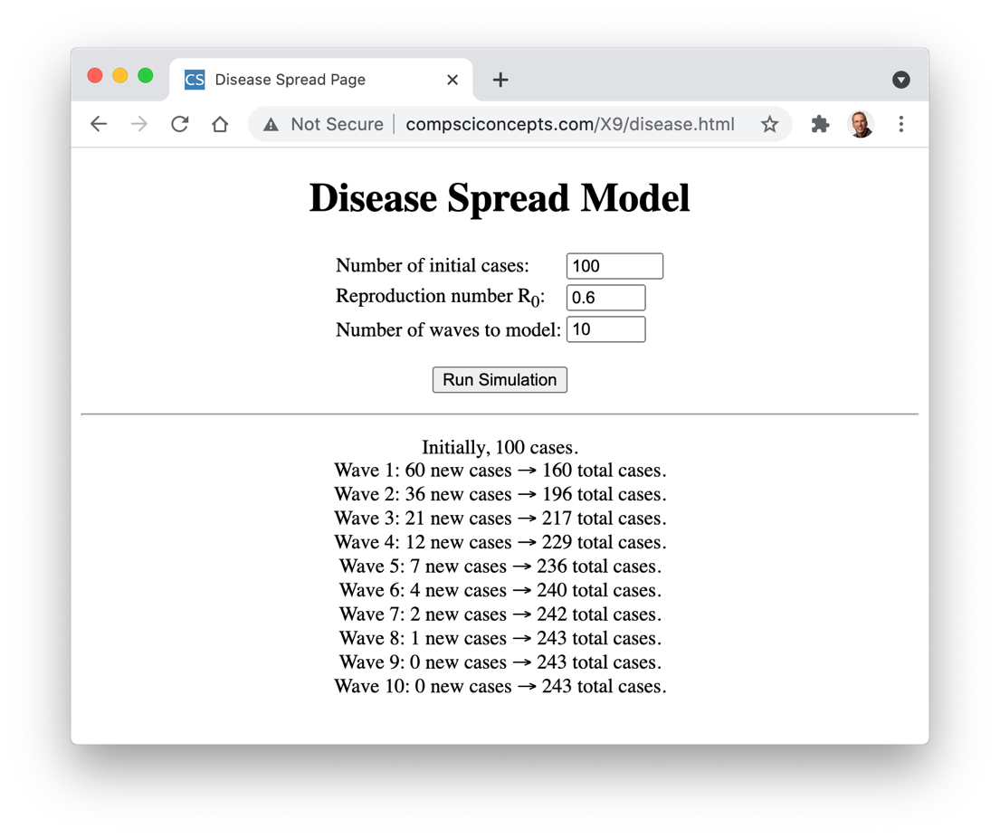 CS Disease Spread Page
Not Secure | compsciconcepts.com/X9/disease.html
Disease Spread Model
Number of initial cases: 100
Reproduction number R₀: 0.6
Number of waves to model: 10
Run Simulation
Initially, 100 cases.
Wave 1: 60 new cases → 160 total cases.
Wave 2: 36 new cases → 196 total cases.
Wave 3: 21 new cases → 217 total cases.
Wave 4: 12 new cases → 229 total cases.
Wave 5: 7 new cases → 236 total cases.
Wave 6: 4 new cases → 240 total cases.
Wave 7: 2 new cases → 242 total cases.
Wave 8: 1 new cases → 243 total cases.
Wave 9: 0 new cases → 243 total cases.
Wave 10: 0 new cases → 243 total cases.